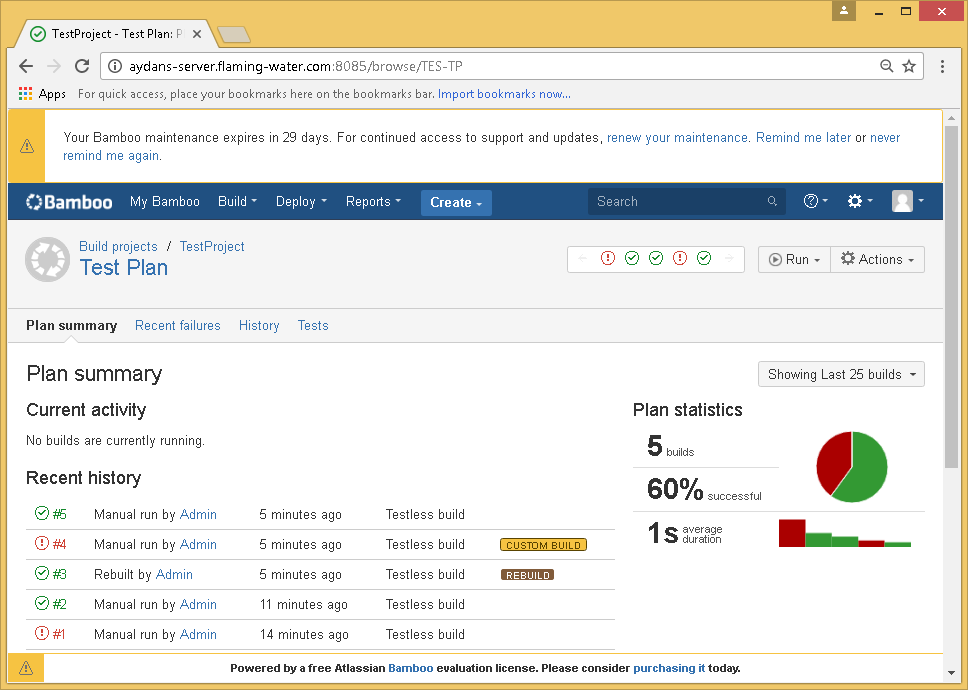 TestProject - Test Plan: P
aydans-server.flaming-water.com:8085/browse/TES-TP
Apps For quick access, place your bookmarks here on the bookmarks bar. Import bookmarks now...
Your Bamboo maintenance expires in 29 days. For continued access to support and updates, renew your maintenance. Remind me later or never
remind me again.
Bamboo My Bamboo Build Deploy Reports Create Search
Build projects / TestProject
Test Plan
Run Actions
Plan summary Recent failures History Tests
Plan summary
Showing Last 25 builds
Current activity
No builds are currently running.
Plan statistics
5 builds
60% successful
1s average duration
Recent history
#5 Manual run by Admin 5 minutes ago Testless build
#4 Manual run by Admin 5 minutes ago Testless build CUSTOM BUILD
#3 Rebuilt by Admin 5 minutes ago Testless build REBUILD
#2 Manual run by Admin 11 minutes ago Testless build
#1 Manual run by Admin 14 minutes ago Testless build
Powered by a free Atlassian Bamboo evaluation license. Please consider purchasing it today.